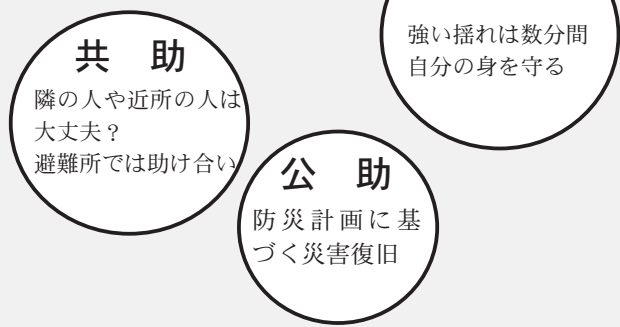 共 助
隣の人や近所の人は
大丈夫？
避難所では助け合い
強い揺れは数分間
自分の身を守る
公 助
防災計画に基
づく災害復旧